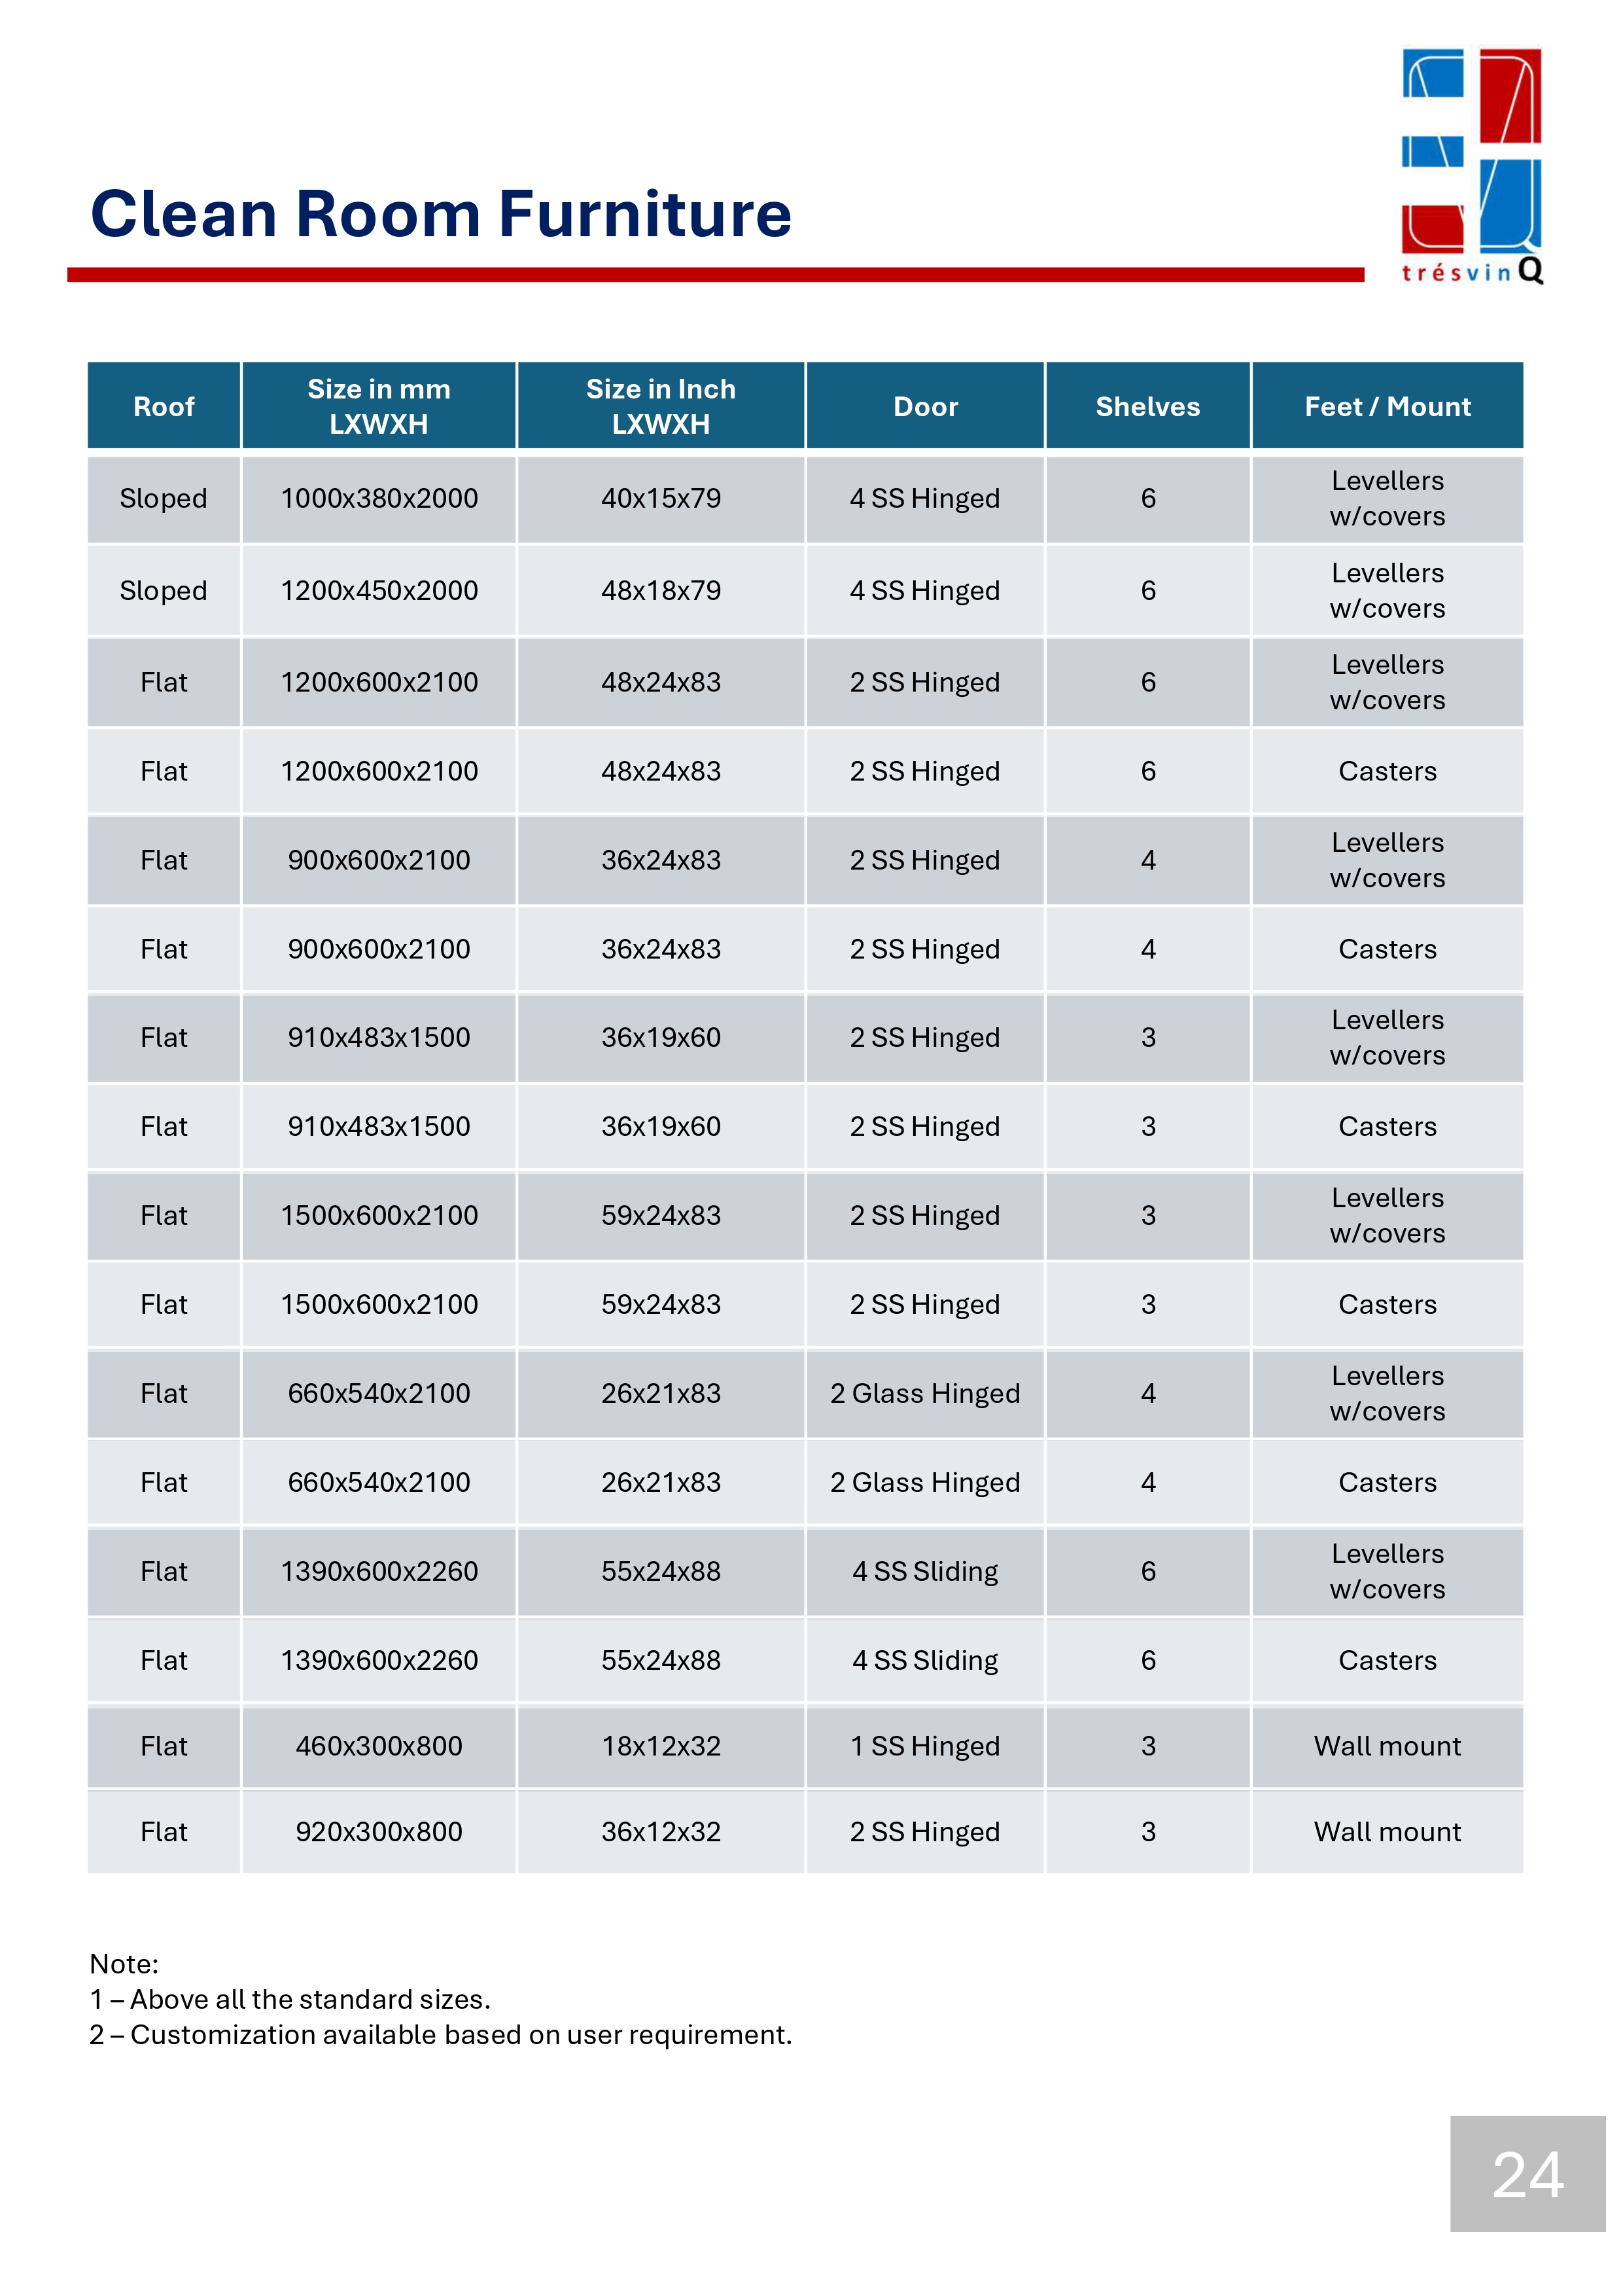 Clean Room Furniture
trésvinQ
Roof Size in mm LXWXH Size in Inch LXWXH Door Shelves Feet / Mount
Sloped 1000x380x2000 40x15x79 4 SS Hinged 6 Levellers w/covers
Sloped 1200x450x2000 48x18x79 4 SS Hinged 6 Levellers w/covers
Flat 1200x600x2100 48x24x83 2 SS Hinged 6 Levellers w/covers
Flat 1200x600x2100 48x24x83 2 SS Hinged 6 Casters
Flat 900x600x2100 36x24x83 2 SS Hinged 4 Levellers w/covers
Flat 900x600x2100 36x24x83 2 SS Hinged 4 Casters
Flat 910x483x1500 36x19x60 2 SS Hinged 3 Levellers w/covers
Flat 910x483x1500 36x19x60 2 SS Hinged 3 Casters
Flat 1500x600x2100 59x24x83 2 SS Hinged 3 Levellers w/covers
Flat 1500x600x2100 59x24x83 2 SS Hinged 3 Casters
Flat 660x540x2100 26x21x83 2 Glass Hinged 4 Levellers w/covers
Flat 660x540x2100 26x21x83 2 Glass Hinged 4 Casters
Flat 1390x600x2260 55x24x88 4 SS Sliding 6 Levellers w/covers
Flat 1390x600x2260 55x24x88 4 SS Sliding 6 Casters
Flat 460x300x800 18x12x32 1 SS Hinged 3 Wall mount
Flat 920x300x800 36x12x32 2 SS Hinged 3 Wall mount
Note:
1 – Above all the standard sizes.
2 – Customization available based on user requirement.
24